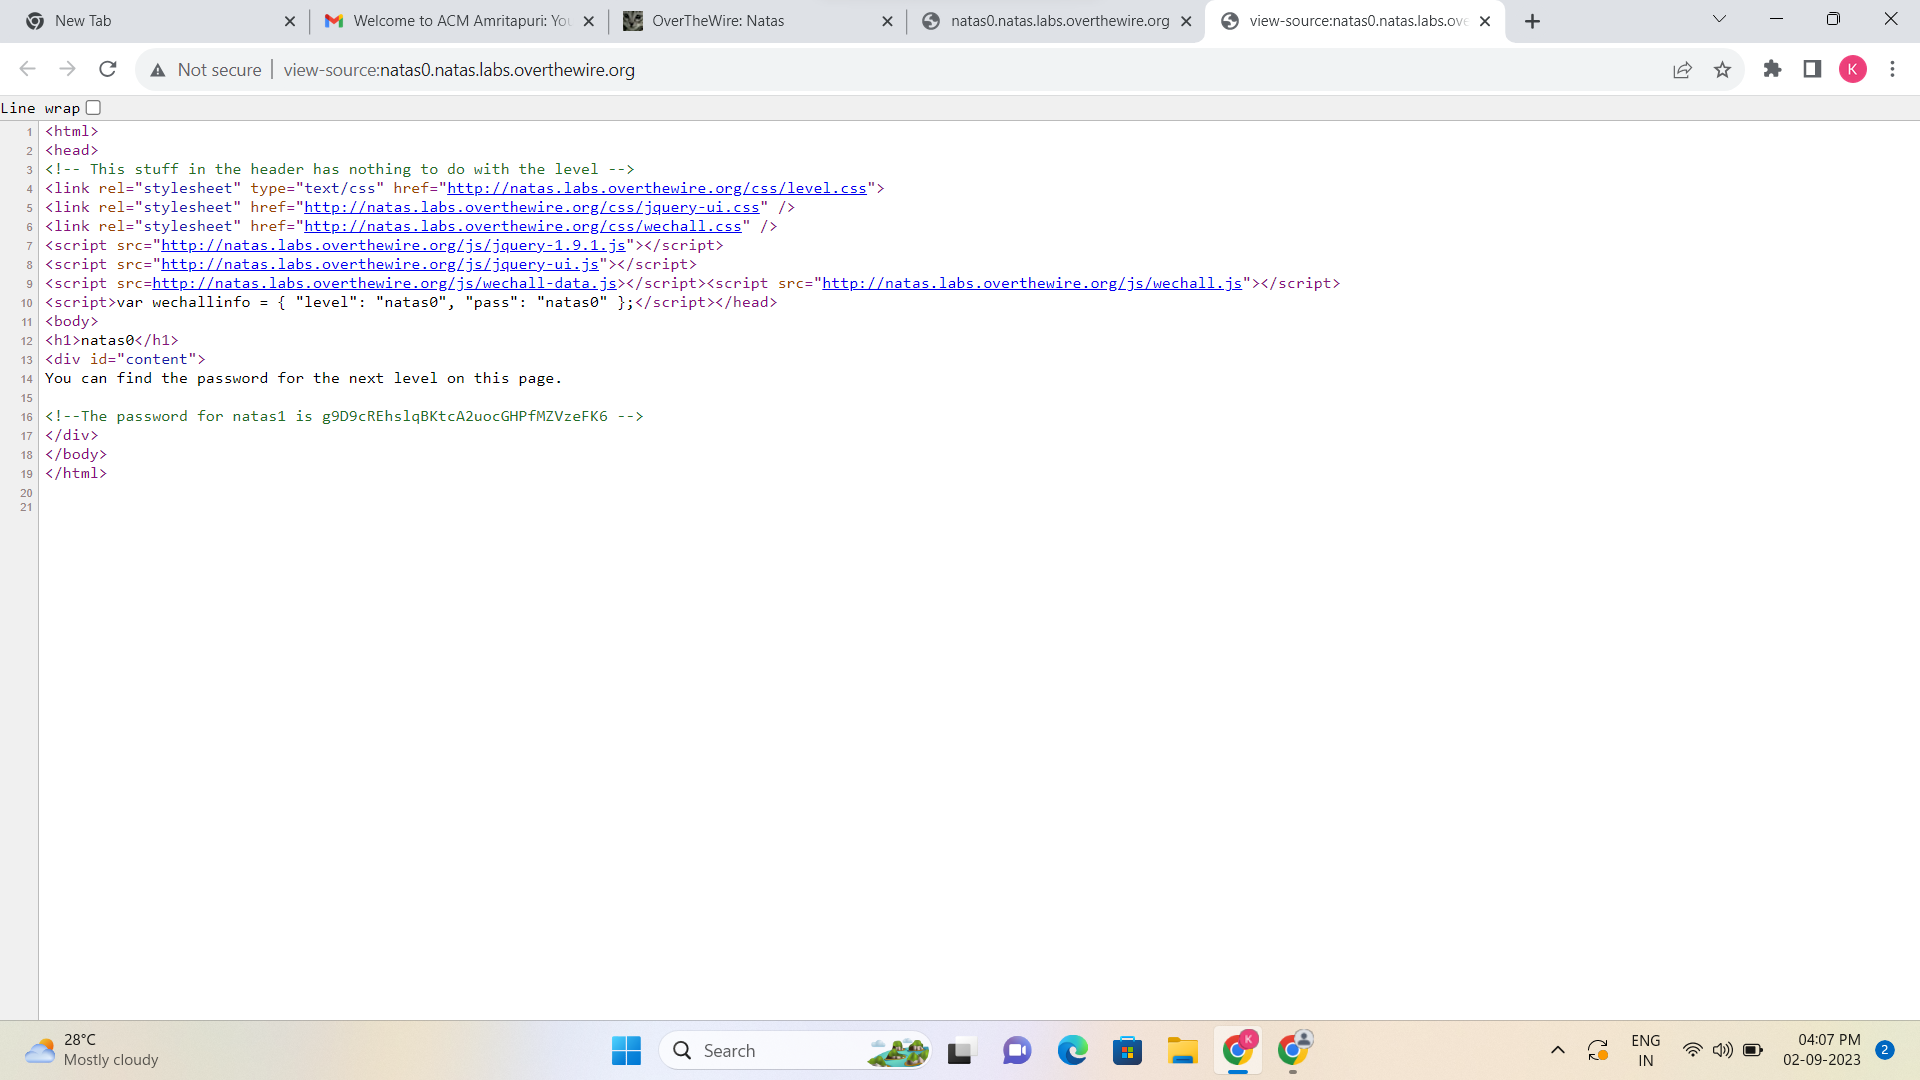 New Tab
Welcome to ACM Amritapuri: You
OverTheWire: Natas
natas0.natas.labs.overthewire.org
view-source:natas0.natas.labs.ove
Not secure
view-source:natas0.natas.labs.overthewire.org
K
Line wrap
1 <html>
2 <head>
3 <!-- This stuff in the header has nothing to do with the level -->
4 <link rel="stylesheet" type="text/css" href="http://natas.labs.overthewire.org/css/level.css">
5 <link rel="stylesheet" href="http://natas.labs.overthewire.org/css/jquery-ui.css" />
6 <link rel="stylesheet" href="http://natas.labs.overthewire.org/css/wechall.css" />
7 <script src="http://natas.labs.overthewire.org/js/jquery-1.9.1.js"></script>
8 <script src="http://natas.labs.overthewire.org/js/jquery-ui.js"></script>
9 <script src=http://natas.labs.overthewire.org/js/wechall-data.js></script><script src="http://natas.labs.overthewire.org/js/wechall.js"></script>
10 <script>var wechallinfo = { "level": "natas0", "pass": "natas0" };</script></head>
11 <body>
12 <h1>natas0</h1>
13 <div id="content">
14 You can find the password for the next level on this page.
15
16 <!--The password for natas1 is g9D9cREhslqBKtcA2uocGHPfMZVzeFK6 -->
17 </div>
18 </body>
19 </html>
20
21
28°C
Mostly cloudy
Search
K
ENG
IN
04:07 PM
02-09-2023
2